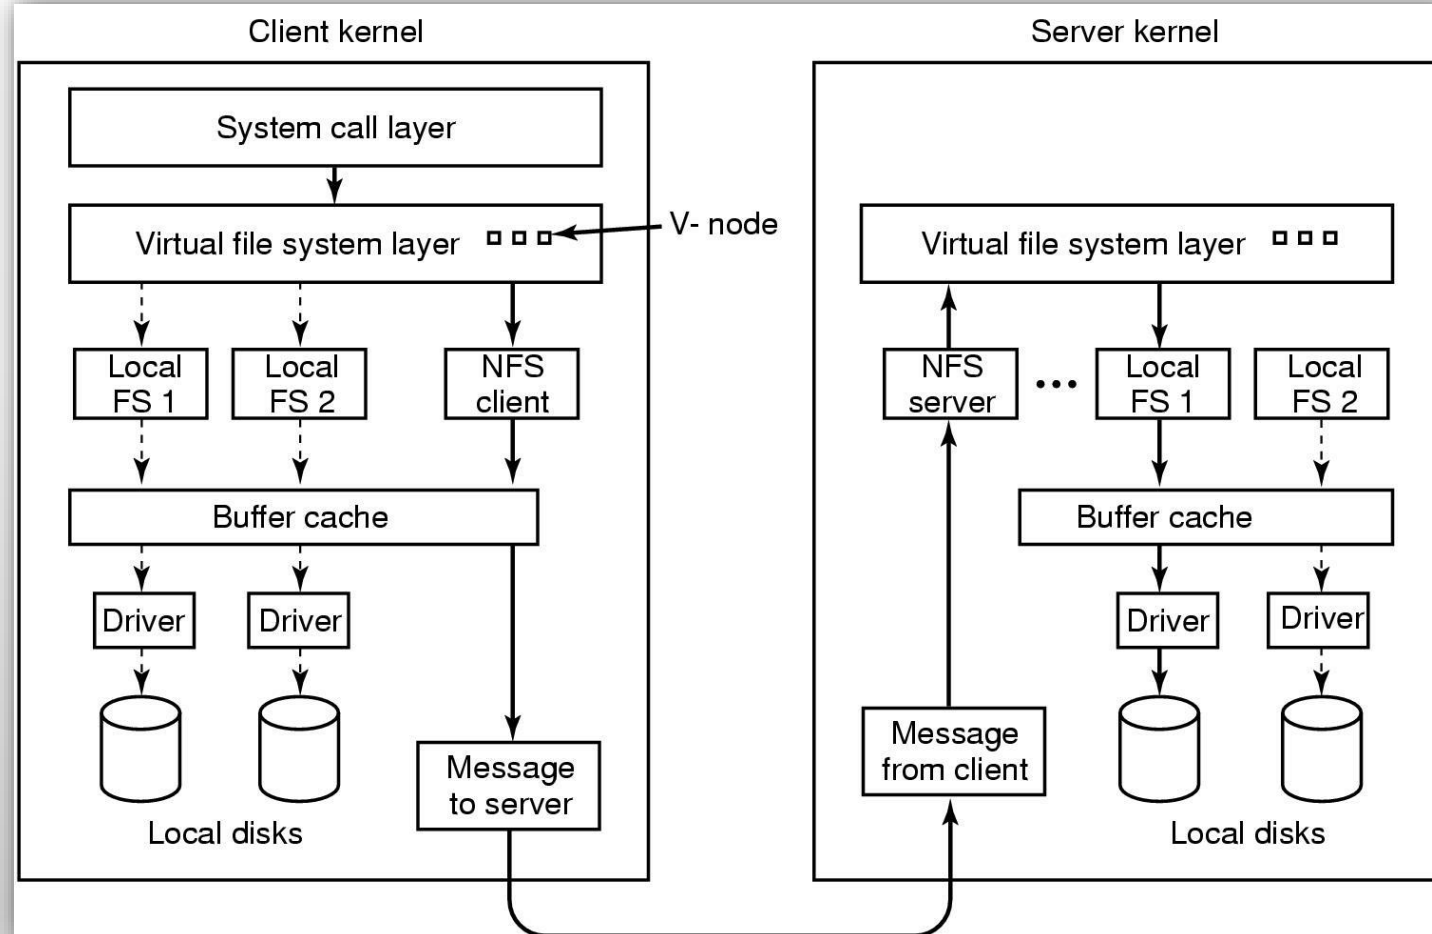 Client kernel
Server kernel
System call layer
Virtual file system layer
V- node
Virtual file system layer
Local
FS 1
Local
FS 2
NFS
client
NFS
server
Local
FS 1
Local
FS 2
Buffer cache
Buffer cache
Driver
Driver
Driver
Driver
Message
to server
Message
from client
Local disks
Local disks